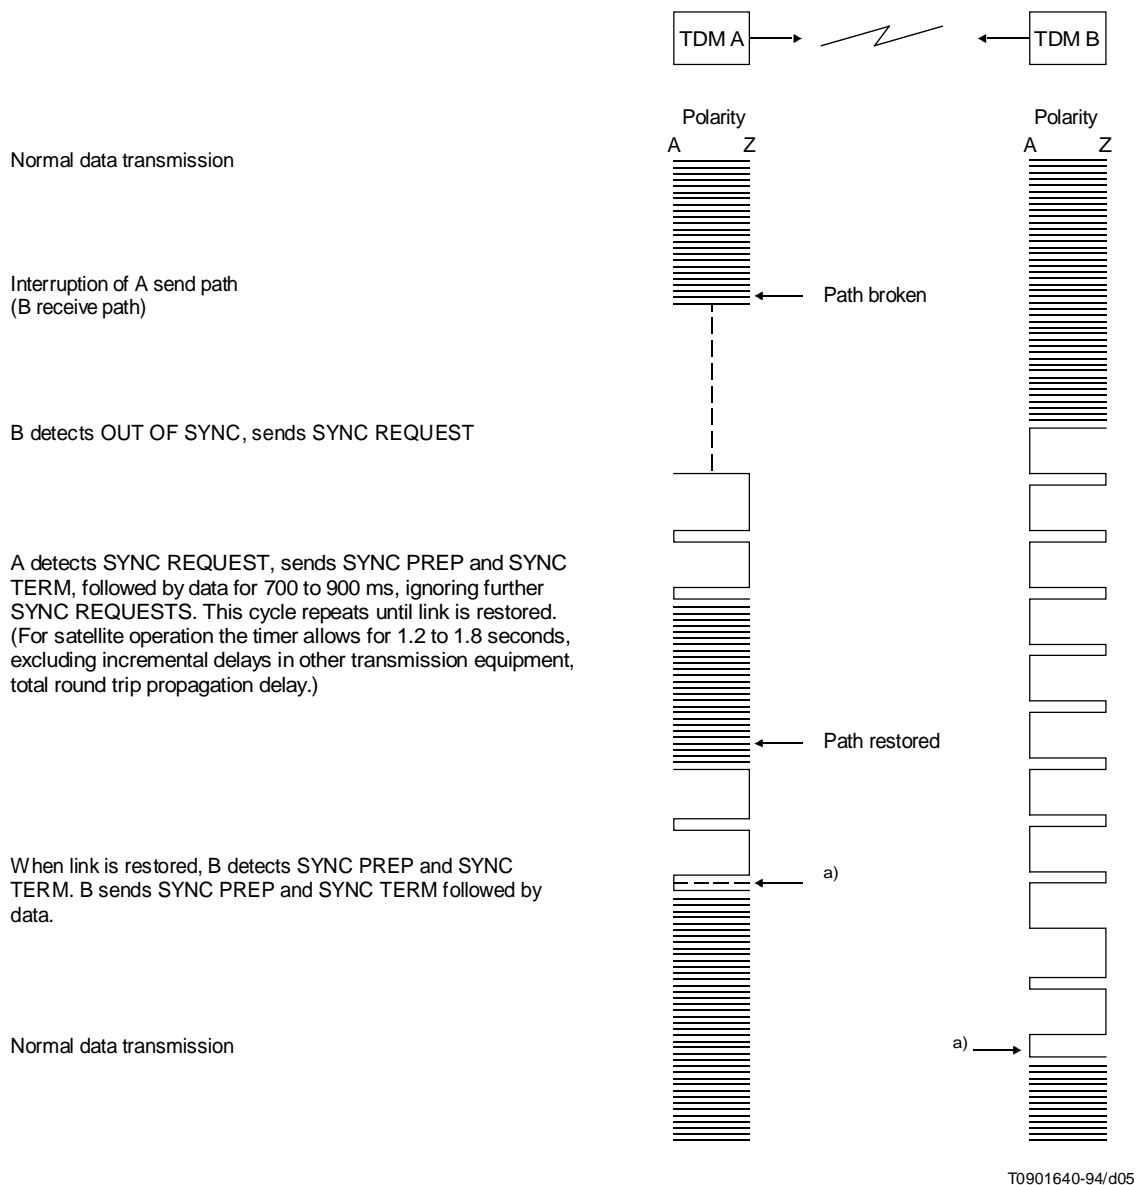 TDM A
TDM B
Polarity
Polarity
A Z
A Z
Normal data transmission
Interruption of A send path
(B receive path)
Path broken
B detects OUT OF SYNC, sends SYNC REQUEST
A detects SYNC REQUEST, sends SYNC PREP and SYNC
TERM, followed by data for 700 to 900 ms, ignoring further
SYNC REQUESTS. This cycle repeats until link is restored.
(For satellite operation the timer allows for 1.2 to 1.8 seconds,
excluding incremental delays in other transmission equipment,
total round trip propagation delay.)
Path restored
When link is restored, B detects SYNC PREP and SYNC
TERM. B sends SYNC PREP and SYNC TERM followed by
data.
a)
Normal data transmission
a)
T0901640-94/d05